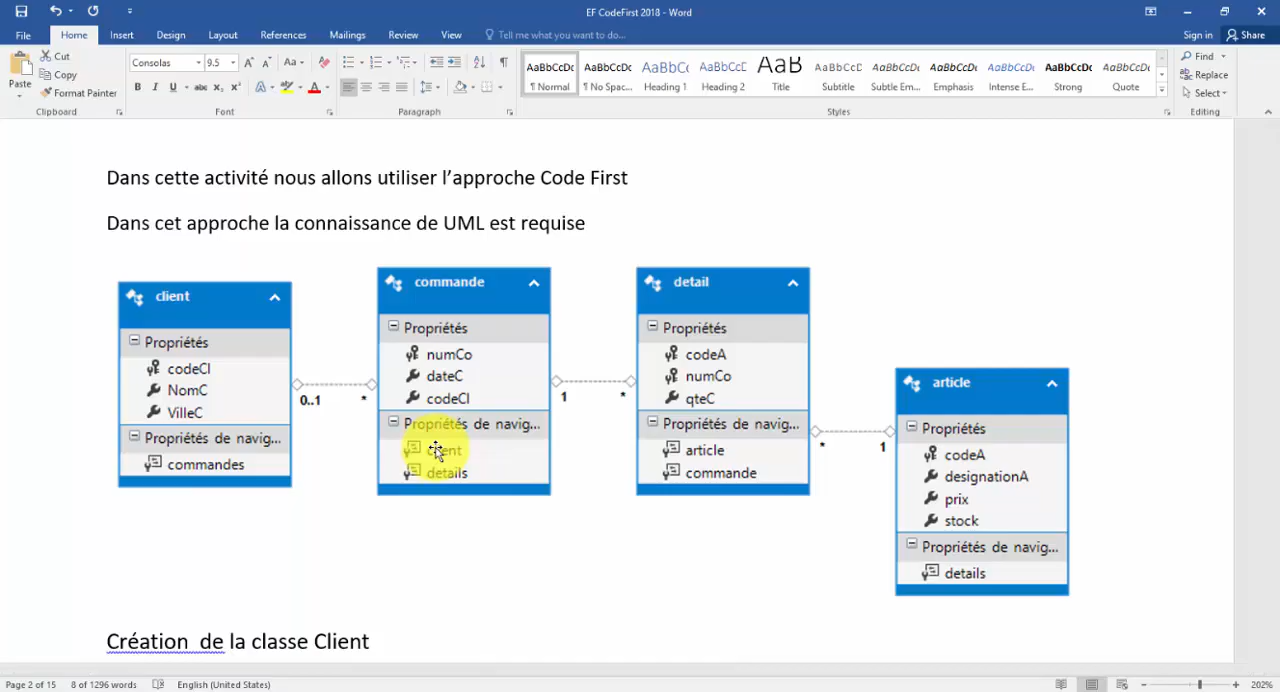 EF CodeFirst 2018 - Word
File Home Insert Design Layout References Mailings Review View Tell me what you want to do... Sign in Share
Paste Cut Copy Format Painter Clipboard
Consolas 9.5 Font
Paragraph
AaBbCcDc ¶ Normal
AaBbCcDc ¶ No Spac...
AaBbCc Heading 1
AaBbCcE Heading 2
AaB Title
AaBbCcC Subtitle
AaBbCcDc Subtle Em...
AaBbCcDc Emphasis
AaBbCcDc Intense E...
AaBbCcDc Strong
AaBbCcDc Quote
Styles
Find Replace Select Editing
Dans cette activité nous allons utiliser l’approche Code First
Dans cet approche la connaissance de UML est requise
client
Propriétés
codeCl
NomC
VilleC
Propriétés de navig...
commandes
0..1 *
commande
Propriétés
numCo
dateC
codeCl
Propriétés de navig...
client
details
1 *
detail
Propriétés
codeA
numCo
qteC
Propriétés de navig...
article
commande
* 1
article
Propriétés
codeA
designationA
prix
stock
Propriétés de navig...
details
Création de la classe Client
Page 2 of 15 8 of 1296 words English (United States) 202%